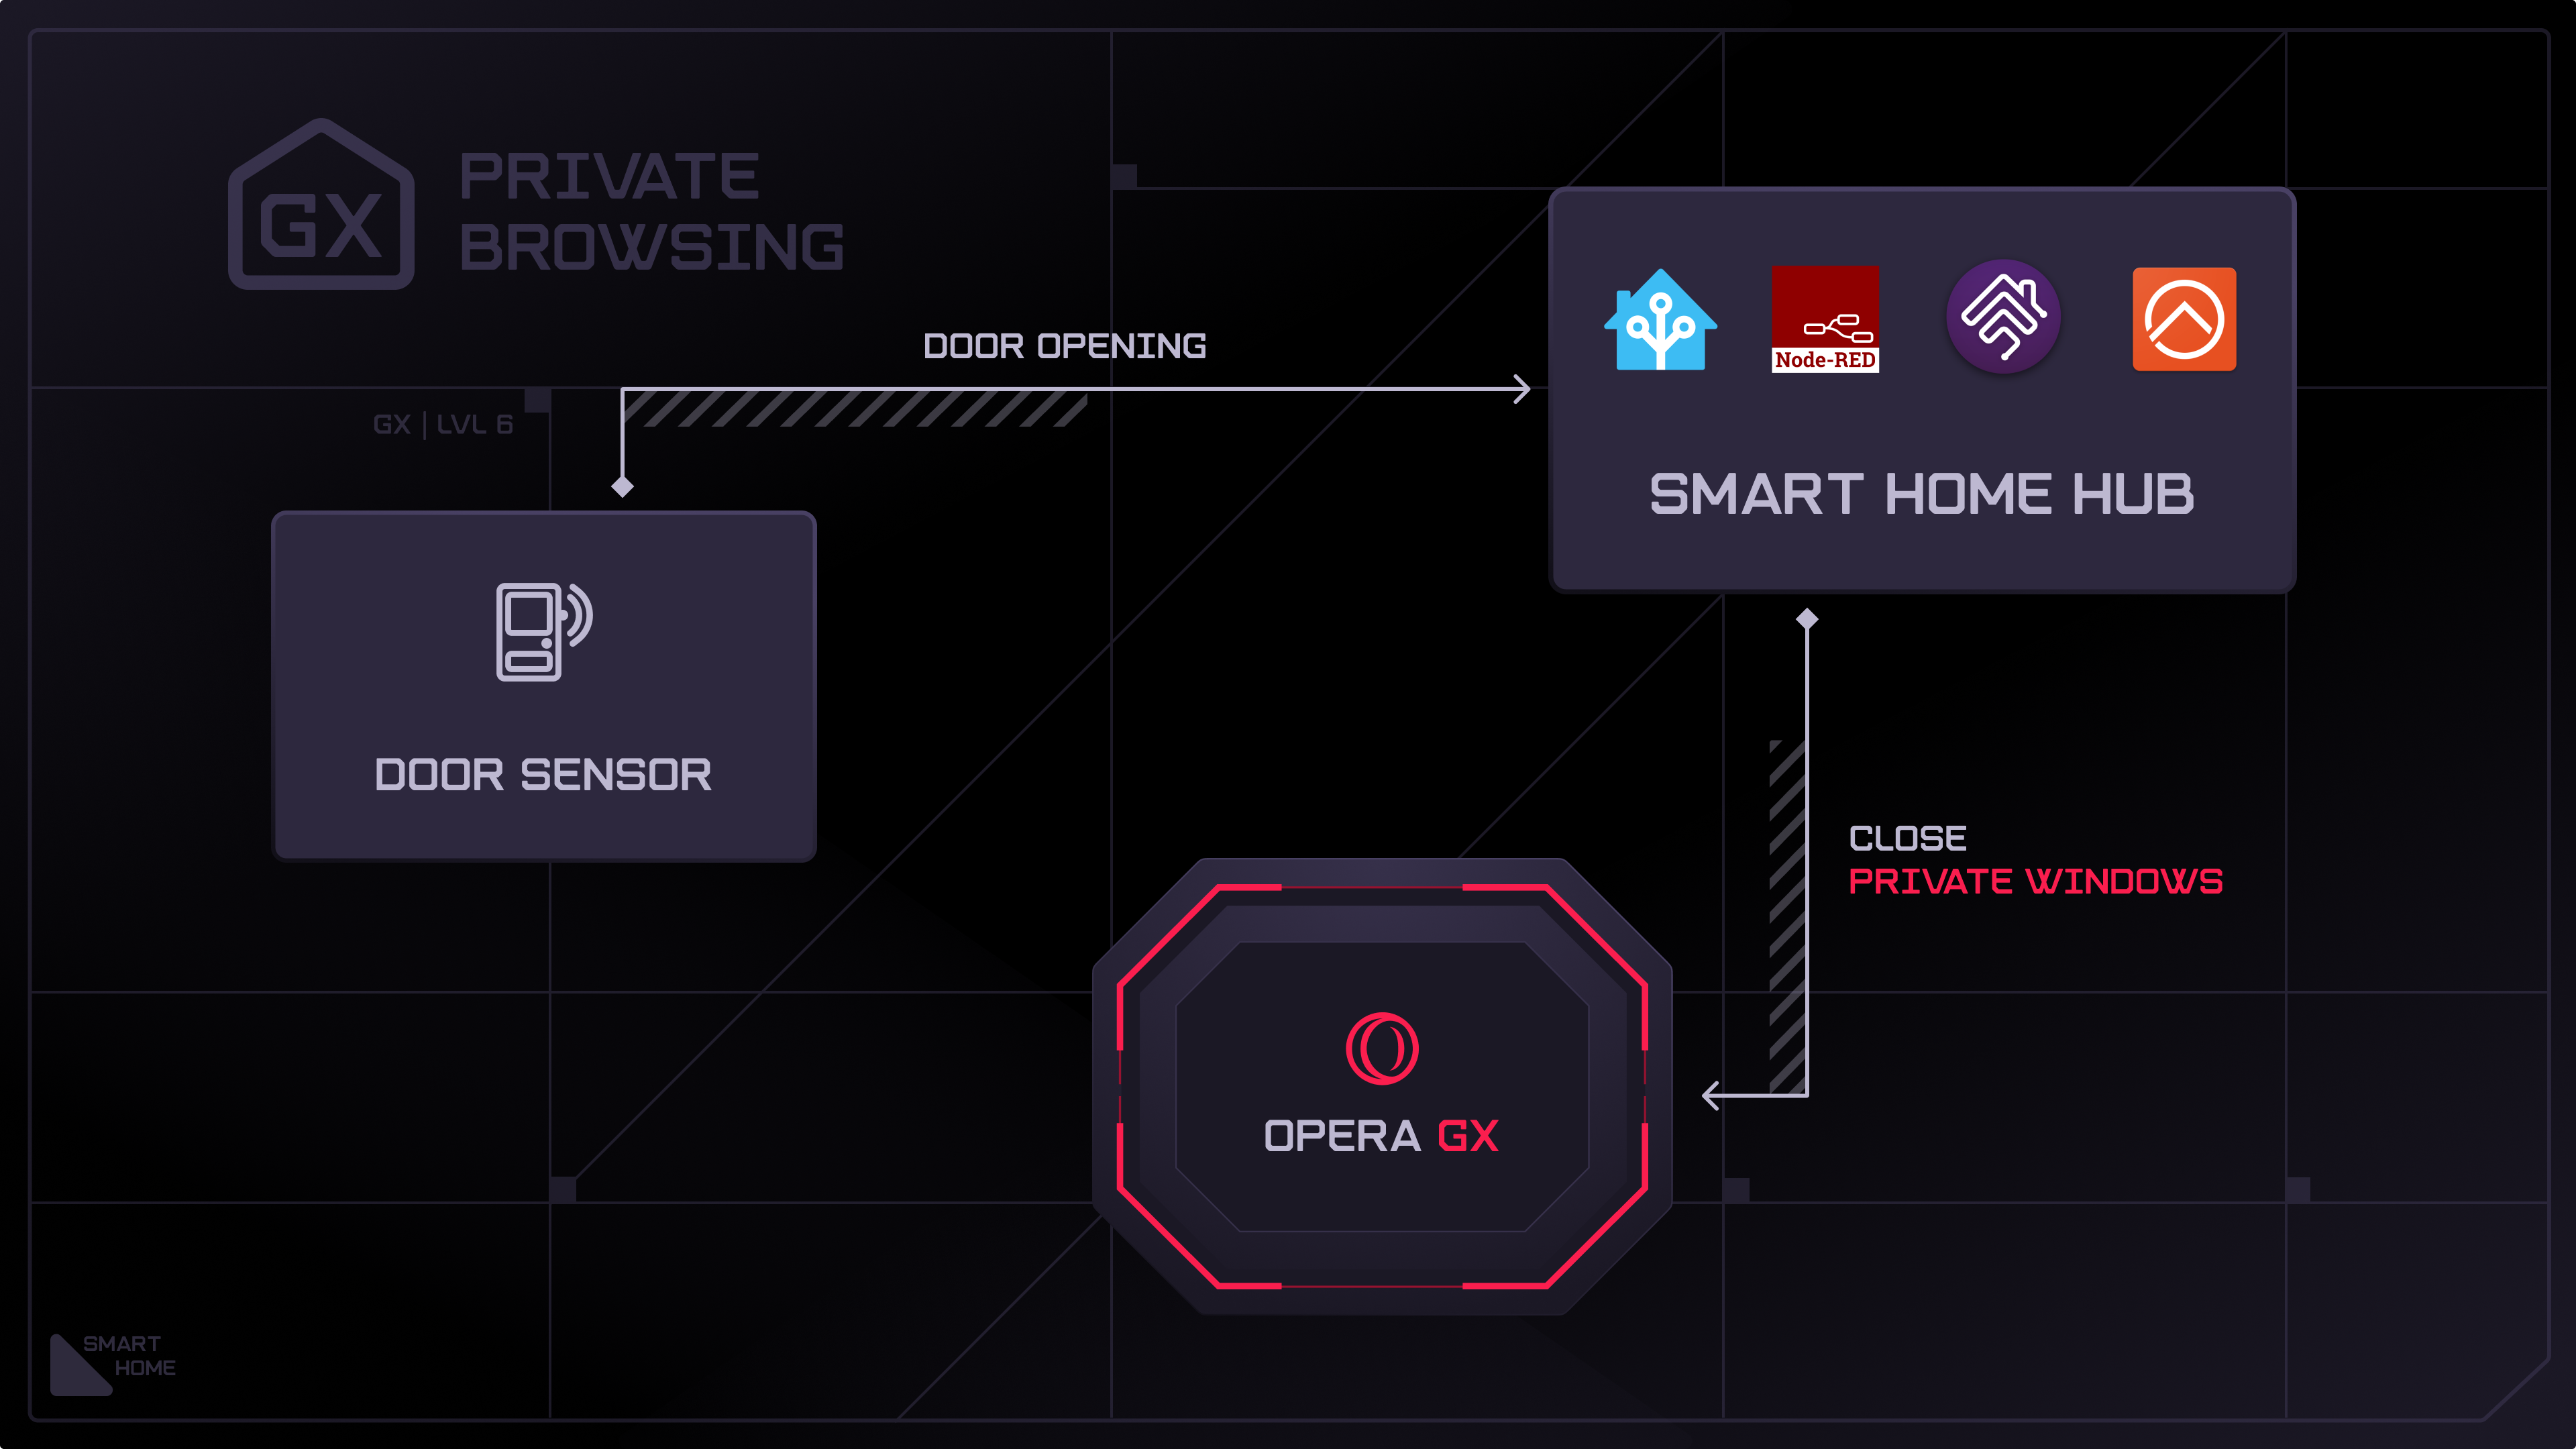 GX
PRIVATE
BROWSING
DOOR OPENING
Node-RED
GX | LVL 6
SMART HOME HUB
DOOR SENSOR
CLOSE
PRIVATE WINDOWS
OPERA GX
SMART
HOME